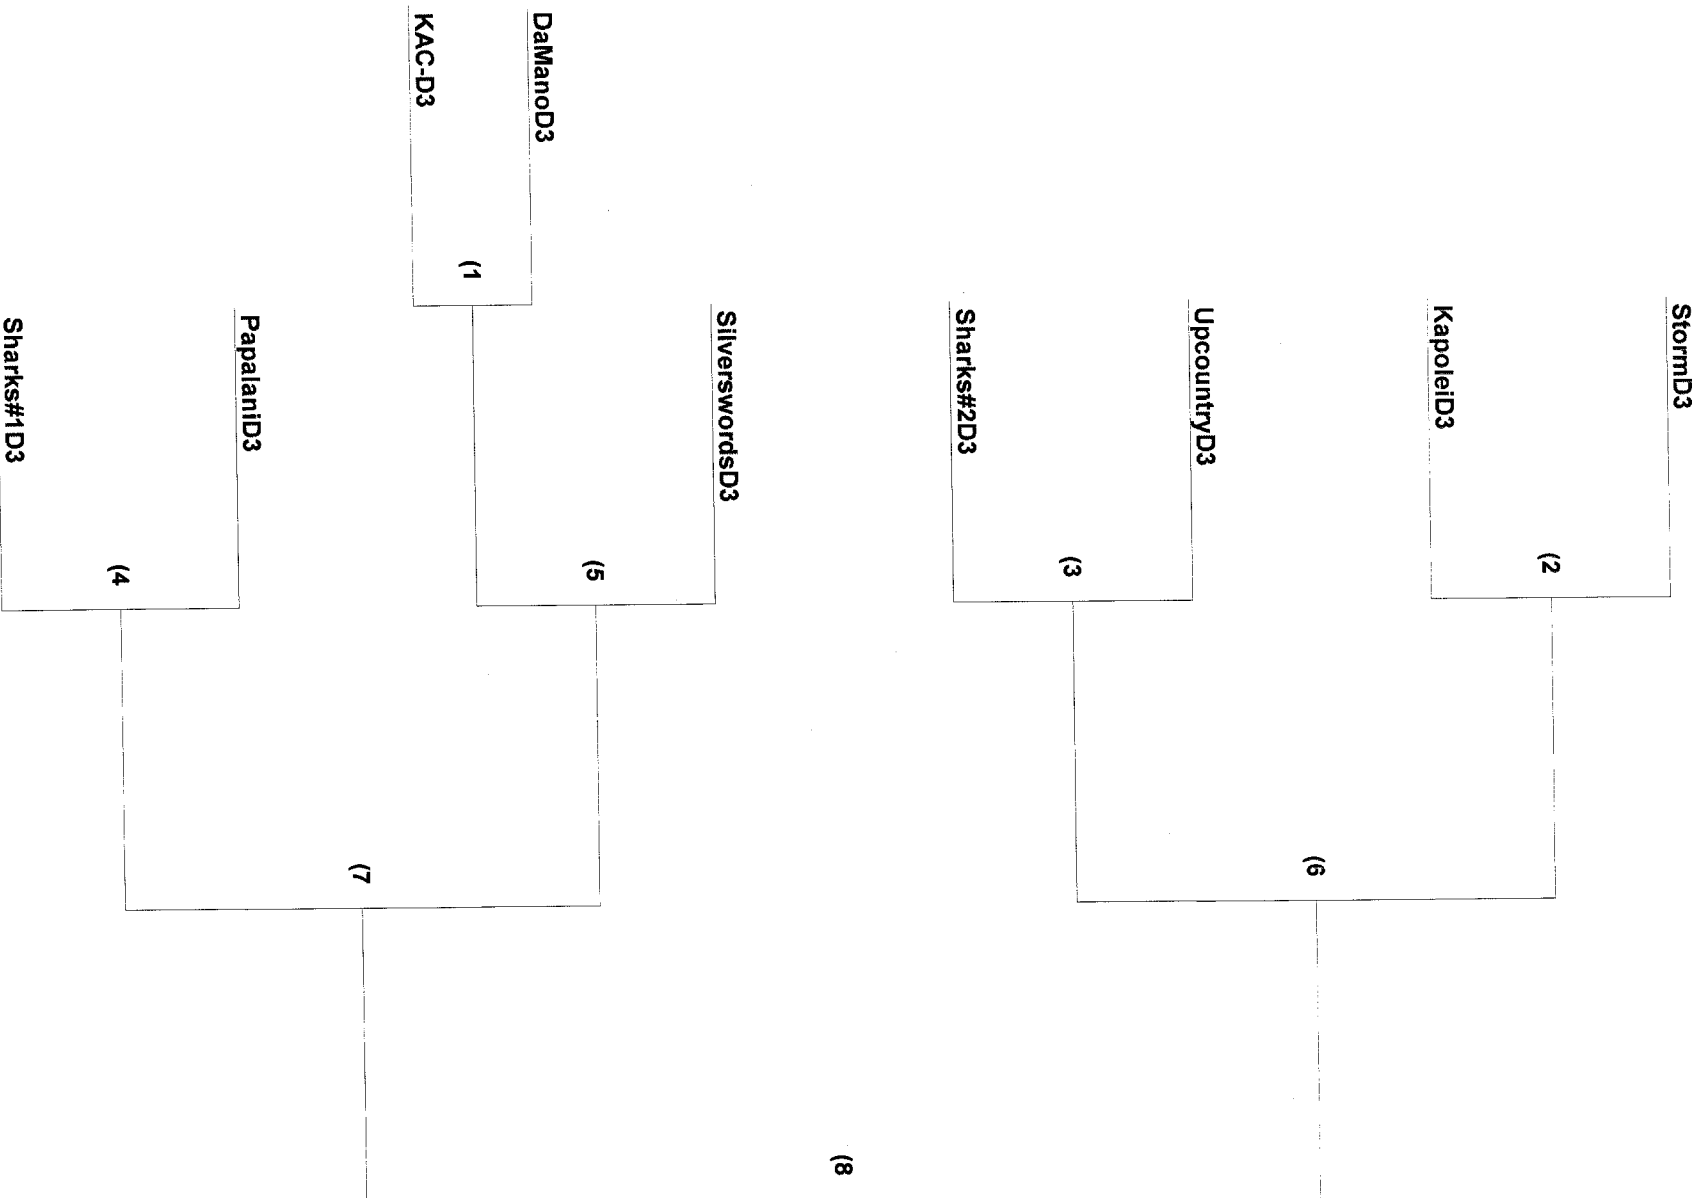 StormD3
(2
KapoleiD3
(6
UpcountryD3
(3
Sharks#2D3
(8
SilverswordsD3
(5
DaManoD3
(1
KAC-D3
(7
PapalaniD3
(4
Sharks#1D3